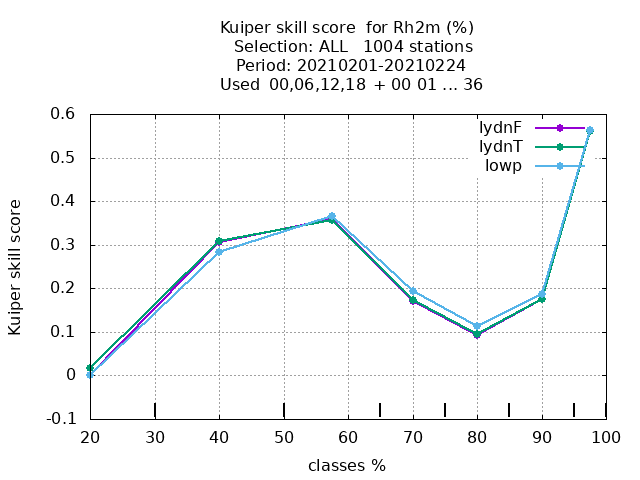 Kuiper skill score  for Rh2m (%)
Selection: ALL   1004 stations
Period: 20210201-20210224
Used  00,06,12,18  + 00 01 ... 36
lydnF
lydnT
lowp
0.6
0.5
0.4
0.3
0.2
0.1
0
-0.1
Kuiper skill score
20 30 40 50 60 70 80 90 100
classes %